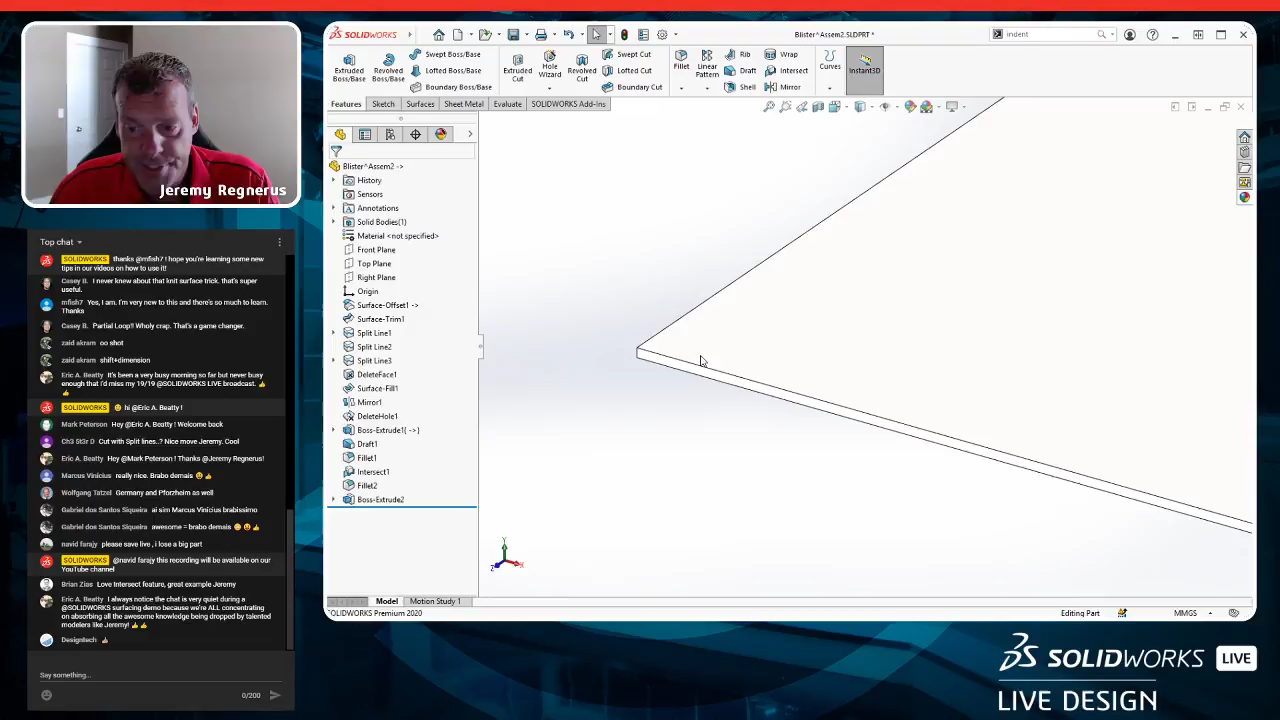 Jeremy Regnerus
Top chat
SOLIDWORKS thanks @mfish7 ! hope you're learning some new
tips in our videos on how to use it!
Casey B. I never knew about that knit surface trick. that's super
useful.
mfish7 Yes, I am. I'm very new to this and there's so much to learn.
Thanks
Casey B. Partial Loop!! Wholy crap. That's a game changer.
zaid akram oo shot
zaid akram shift+dimension
Eric A. Beatty It's been a very busy morning so far but never busy
enough that i'd miss my 19/19 @SOLIDWORKS LIVE broadcast.
SOLIDWORKS hi @Eric A. Beatty !
Mark Peterson Hey @Eric A. Beatty ! Welcome back
Ch3 5t3r D Cut with Split lines..? Nice move Jeremy. Cool
Eric A. Beatty Hey @Mark Peterson ! Thanks @Jeremy Regnerus!
Marcus Vinícius really nice. Brabo demais
Wolfgang Tatzel Germany and Pforzheim as well
Gabriel dos Santos Siqueira ai sim Marcus Vinícius brabissimo
Gabriel dos Santos Siqueira awesome = brabo demais
navid farajy please save live , i lose a big part
SOLIDWORKS @navid farajy this recording will be available on our
YouTube channel
Brian Zias Love Intersect feature, great example Jeremy
Eric A. Beatty I always notice the chat is very quiet during a
@SOLIDWORKS surfacing demo because we're ALL concentrating
on absorbing all the awesome knowledge being dropped by talented
modelers like Jeremy!
Designtech
Say something...
0/200
SOLIDWORKS
Blister^Assem2.SLDPRT *
indent
Extruded Boss/Base
Revolved Boss/Base
Swept Boss/Base
Lofted Boss/Base
Boundary Boss/Base
Extruded Cut
Hole Wizard
Revolved Cut
Swept Cut
Lofted Cut
Boundary Cut
Fillet
Linear Pattern
Rib
Draft
Shell
Wrap
Intersect
Mirror
Curves
Instant3D
Features Sketch Surfaces Sheet Metal Evaluate SOLIDWORKS Add-Ins
Blister^Assem2 ->
History
Sensors
Annotations
Solid Bodies(1)
Material <not specified>
Front Plane
Top Plane
Right Plane
Origin
Surface-Offset1 ->
Surface-Trim1
Split Line1
Split Line2
Split Line3
DeleteFace1
Surface-Fill1
Mirror1
DeleteHole1
Boss-Extrude1( ->)
Draft1
Fillet1
Intersect1
Fillet2
Boss-Extrude2
Y
Z X
Model Motion Study 1
SOLIDWORKS Premium 2020
Editing Part MMGS
SOLIDWORKS LIVE
LIVE DESIGN